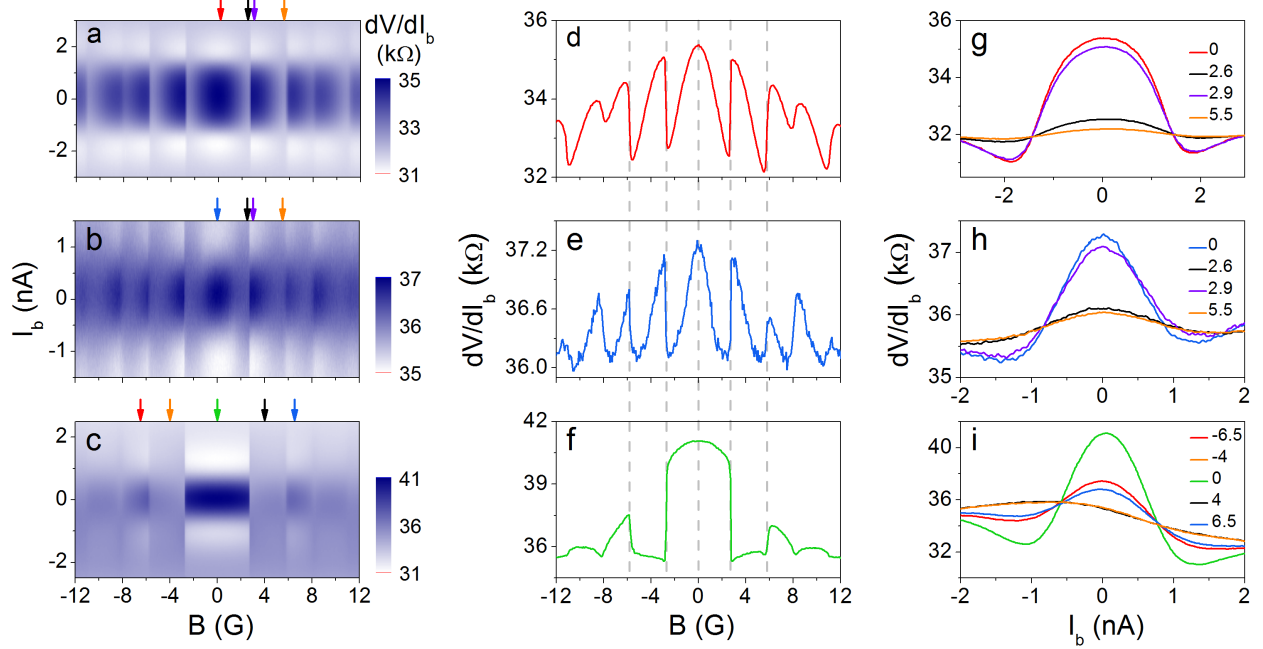 a
dV/dI_b
(kΩ)
2
0
-2
35
33
31
b
1
0
-1
37
36
35
I_b (nA)
c
2
0
-2
41
36
31
-12 -8 -4 0 4 8 12
B (G)
d
36
34
32
e
37.2
36.6
36.0
dV/dI_b (kΩ)
f
42
39
36
-12 -8 -4 0 4 8 12
B (G)
g
36
34
32
0
2.6
2.9
5.5
-2 0 2
h
37
36
35
0
2.6
2.9
5.5
-2 -1 0 1 2
dV/dI_b (kΩ)
i
40
36
32
-6.5
-4
0
4
6.5
-2 -1 0 1 2
I_b (nA)